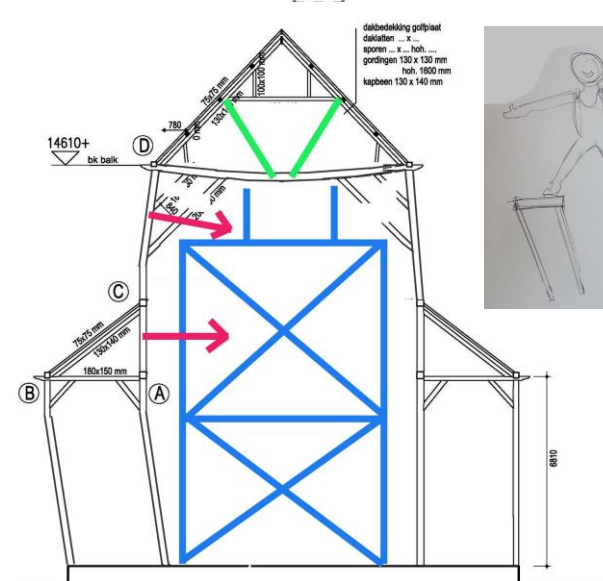 dakbedekking golfplaat
daklatten ... x ...
sporen ... x ... hoh. ....
gordingen 130 x 130 mm
hoh. 1600 mm
kapbeen 130 x 140 mm
75x75 mm
100x100 mm
780
14610+
bk balk
D
C
75x75 mm
130x140 mm
180x150 mm
B
A
6810